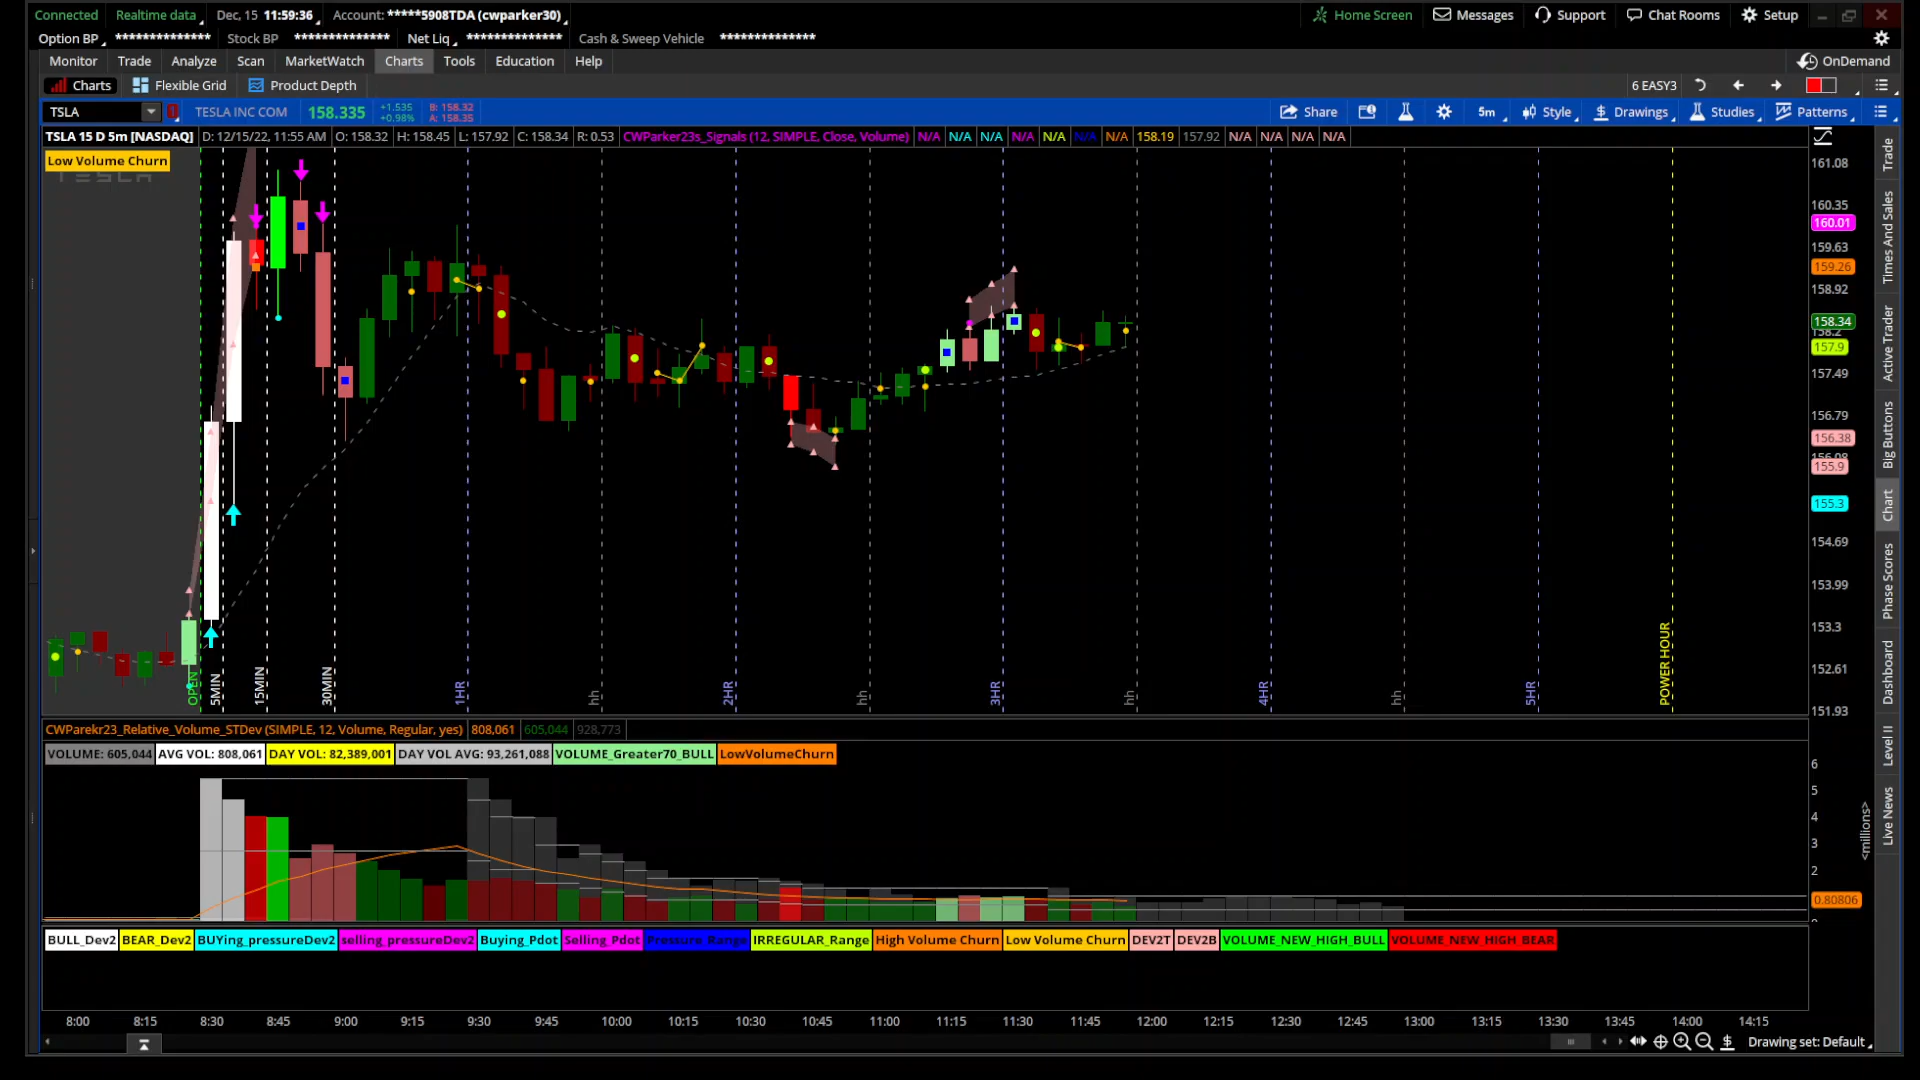 Connected Realtime data Dec, 15 11:59:36 Account: *****5908TDA (cwparker30) Home Screen Messages Support Chat Rooms Setup
Option BP ************** Stock BP ************** Net Liq ************** Cash & Sweep Vehicle **************
Monitor Trade Analyze Scan MarketWatch Charts Tools Education Help OnDemand
Charts Flexible Grid Product Depth 6 EASY3
TSLA TESLA INC COM 158.335 +1.535 +0.98% B: 158.32 A: 158.35 Share 5m Style Drawings Studies Patterns
TSLA 15 D 5m [NASDAQ] D: 12/15/22, 11:55 AM O: 158.32 H: 158.45 L: 157.92 C: 158.34 R: 0.53 CWParker23s_Signals (12, SIMPLE, Close, Volume) N/A N/A N/A N/A N/A N/A N/A 158.19 157.92 N/A N/A N/A N/A
Low Volume Churn
TESLA
161.08
160.35
160.01
159.63
159.26
158.92
158.34
158.2
157.9
157.49
156.79
156.38
156.08
155.9
155.3
154.69
153.99
153.3
152.61
151.93
OPEN 5MIN 15MIN 30MIN 1HR hh 2HR hh 3HR hh 4HR hh 5HR POWER HOUR
Trade
Times And Sales
Active Trader
Big Buttons
Chart
Phase Scores
Dashboard
Level II
Live News
CWParekr23_Relative_Volume_STDev (SIMPLE, 12, Volume, Regular, yes) 808,061 605,044 928,773
VOLUME: 605,044 AVG VOL: 808,061 DAY VOL: 82,389,001 DAY VOL AVG: 93,261,088 VOLUME_Greater70_BULL LowVolumeChurn
6
5
4
3
2
0.80806
<millions>
BULL_Dev2 BEAR_Dev2 BUYing_pressureDev2 selling_pressureDev2 Buying_Pdot Selling_Pdot Pressure_Range IRREGULAR_Range High Volume Churn Low Volume Churn DEV2T DEV2B VOLUME_NEW_HIGH_BULL VOLUME_NEW_HIGH_BEAR
8:00 8:15 8:30 8:45 9:00 9:15 9:30 9:45 10:00 10:15 10:30 10:45 11:00 11:15 11:30 11:45 12:00 12:15 12:30 12:45 13:00 13:15 13:30 13:45 14:00 14:15
Drawing set: Default